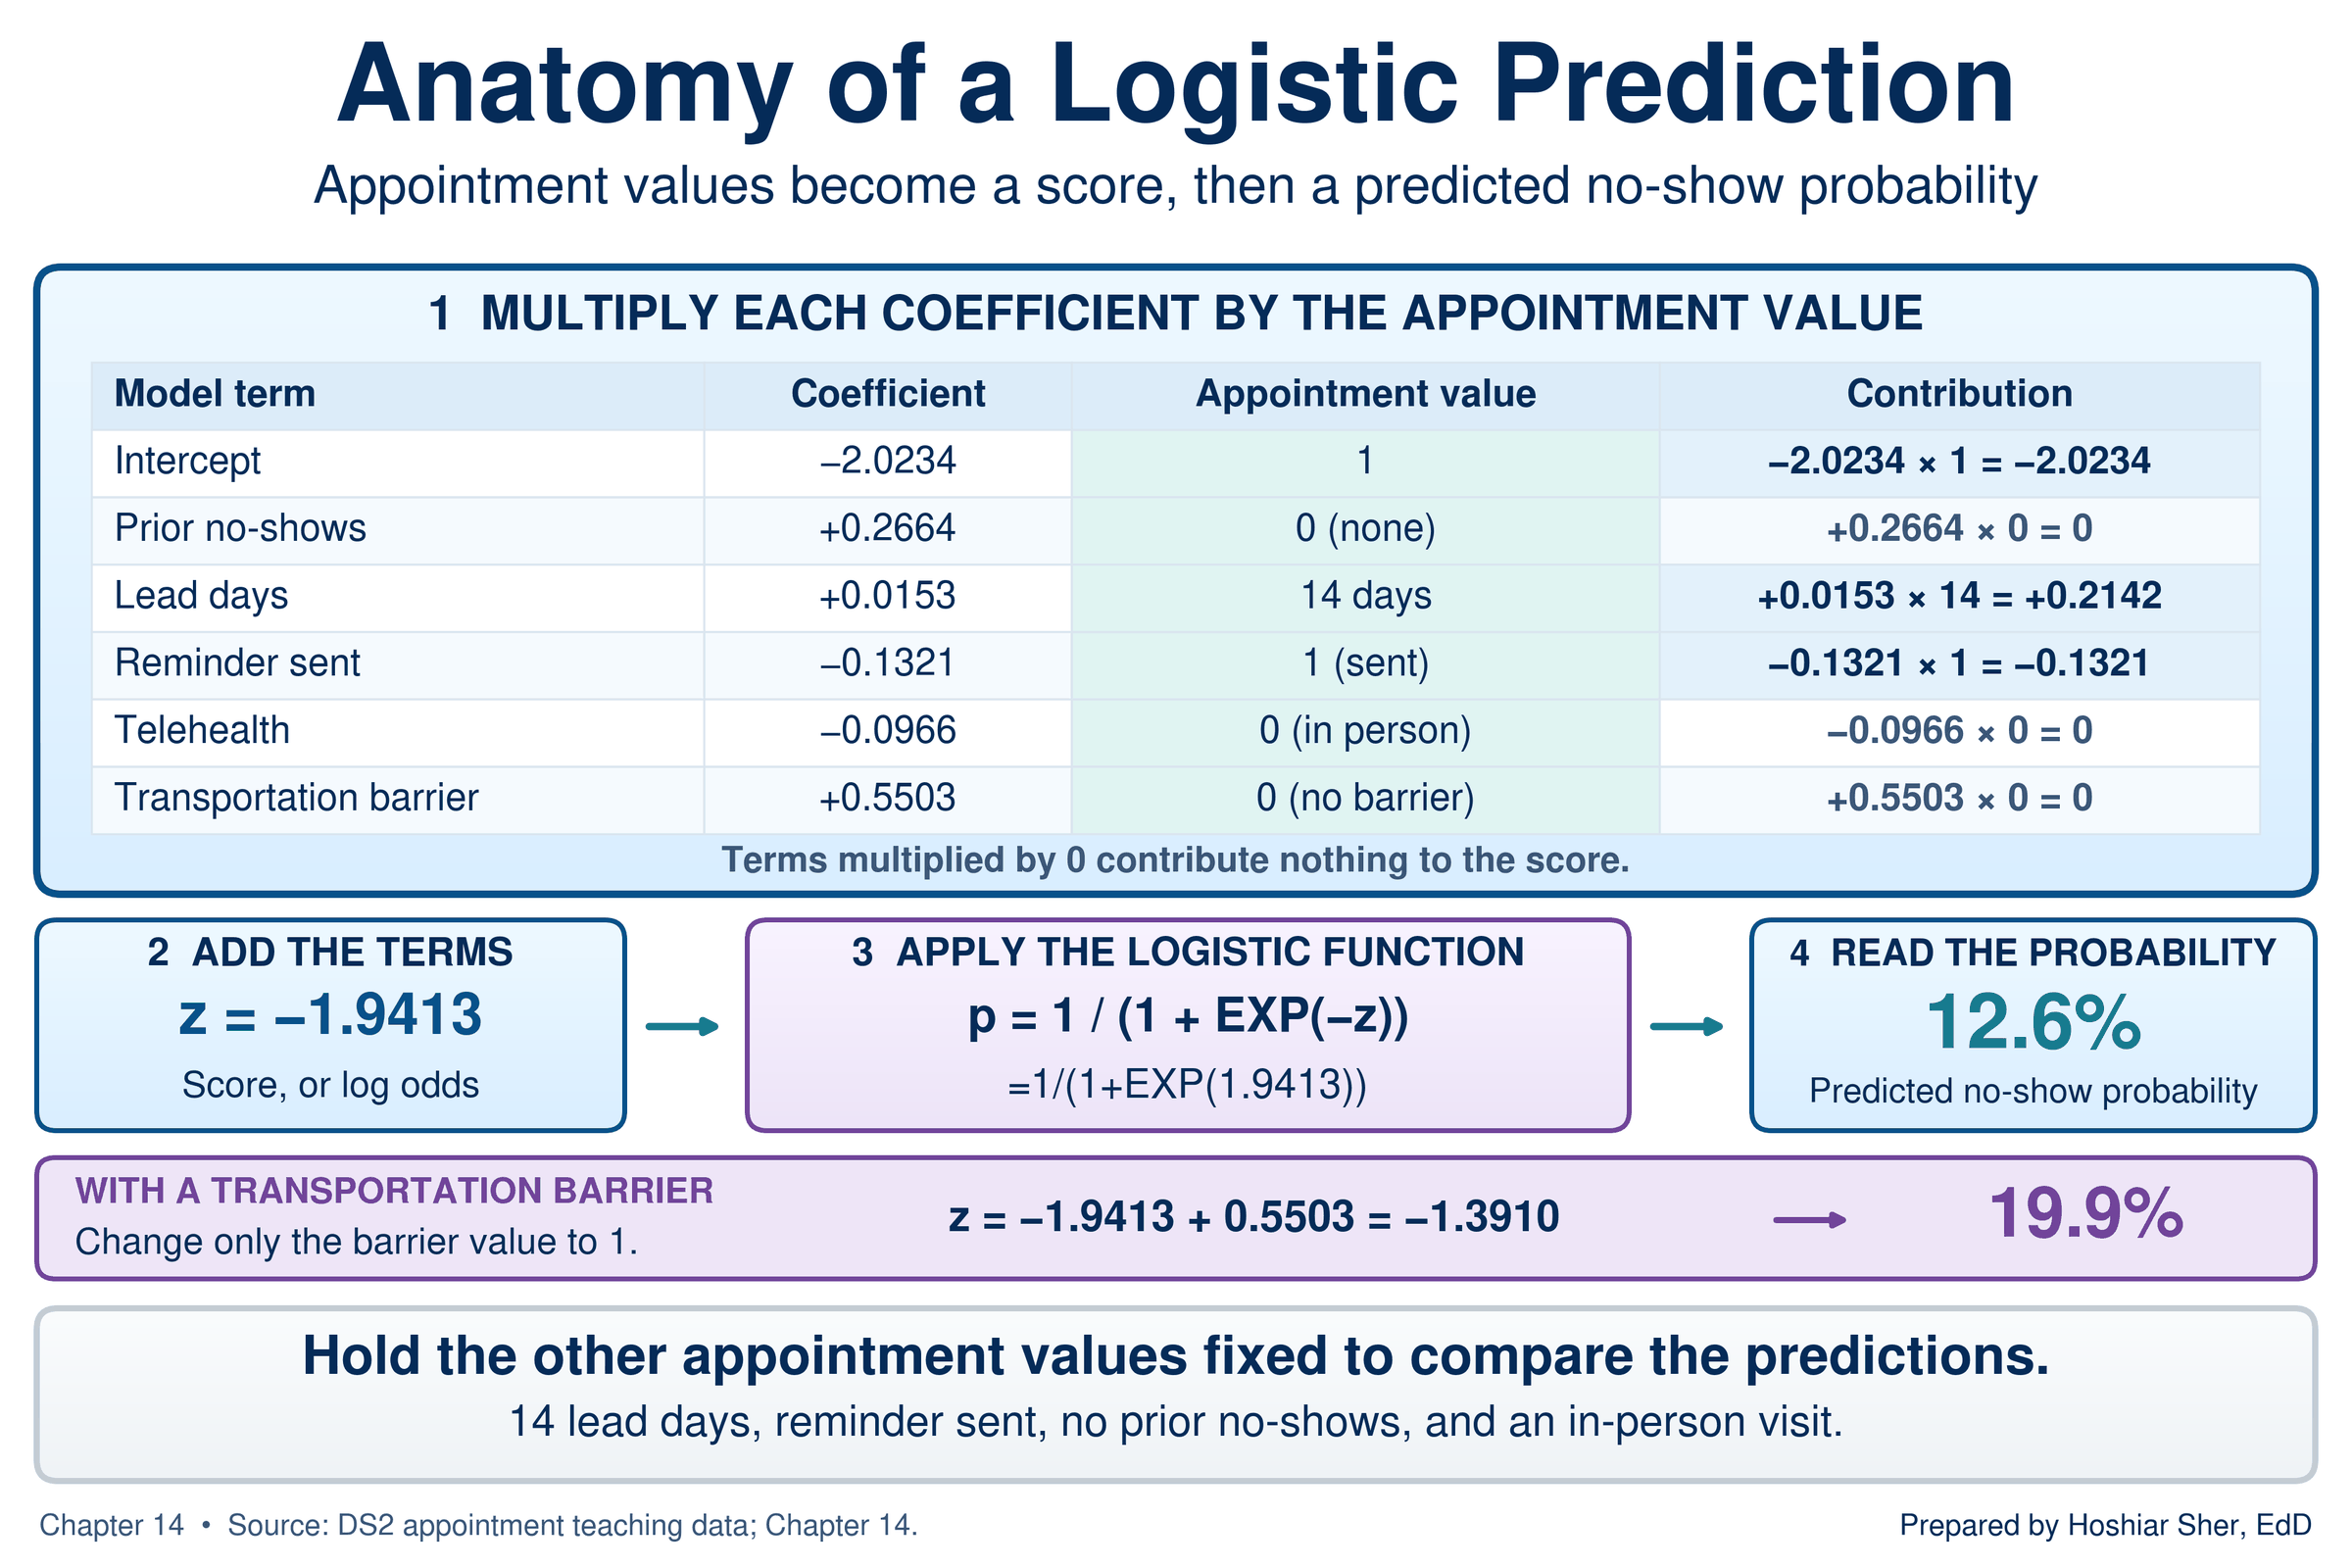 Anatomy of a Logistic Prediction
Appointment values become a score, then a predicted no-show probability
1 MULTIPLY EACH COEFFICIENT BY THE APPOINTMENT VALUE
Model term Coefficient Appointment value Contribution
Intercept −2.0234 1 −2.0234 × 1 = −2.0234
Prior no-shows +0.2664 0 (none) +0.2664 × 0 = 0
Lead days +0.0153 14 days +0.0153 × 14 = +0.2142
Reminder sent −0.1321 1 (sent) −0.1321 × 1 = −0.1321
Telehealth −0.0966 0 (in person) −0.0966 × 0 = 0
Transportation barrier +0.5503 0 (no barrier) +0.5503 × 0 = 0
Terms multiplied by 0 contribute nothing to the score.
2 ADD THE TERMS
z = −1.9413
Score, or log odds
3 APPLY THE LOGISTIC FUNCTION
p = 1 / (1 + EXP(−z))
=1/(1+EXP(1.9413))
4 READ THE PROBABILITY
12.6%
Predicted no-show probability
WITH A TRANSPORTATION BARRIER
Change only the barrier value to 1.
z = −1.9413 + 0.5503 = −1.3910
19.9%
Hold the other appointment values fixed to compare the predictions.
14 lead days, reminder sent, no prior no-shows, and an in-person visit.
Chapter 14 • Source: DS2 appointment teaching data; Chapter 14.
Prepared by Hoshiar Sher, EdD